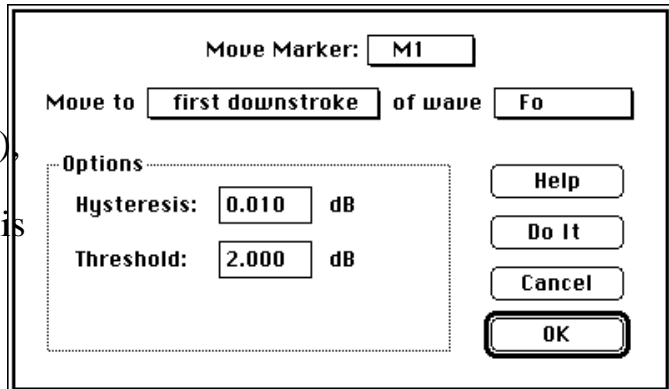 Move Marker: M1
Move to first downstroke of wave Fo
),
is
Options
Hysteresis: 0.010 dB
Threshold: 2.000 dB
Help
Do It
Cancel
OK